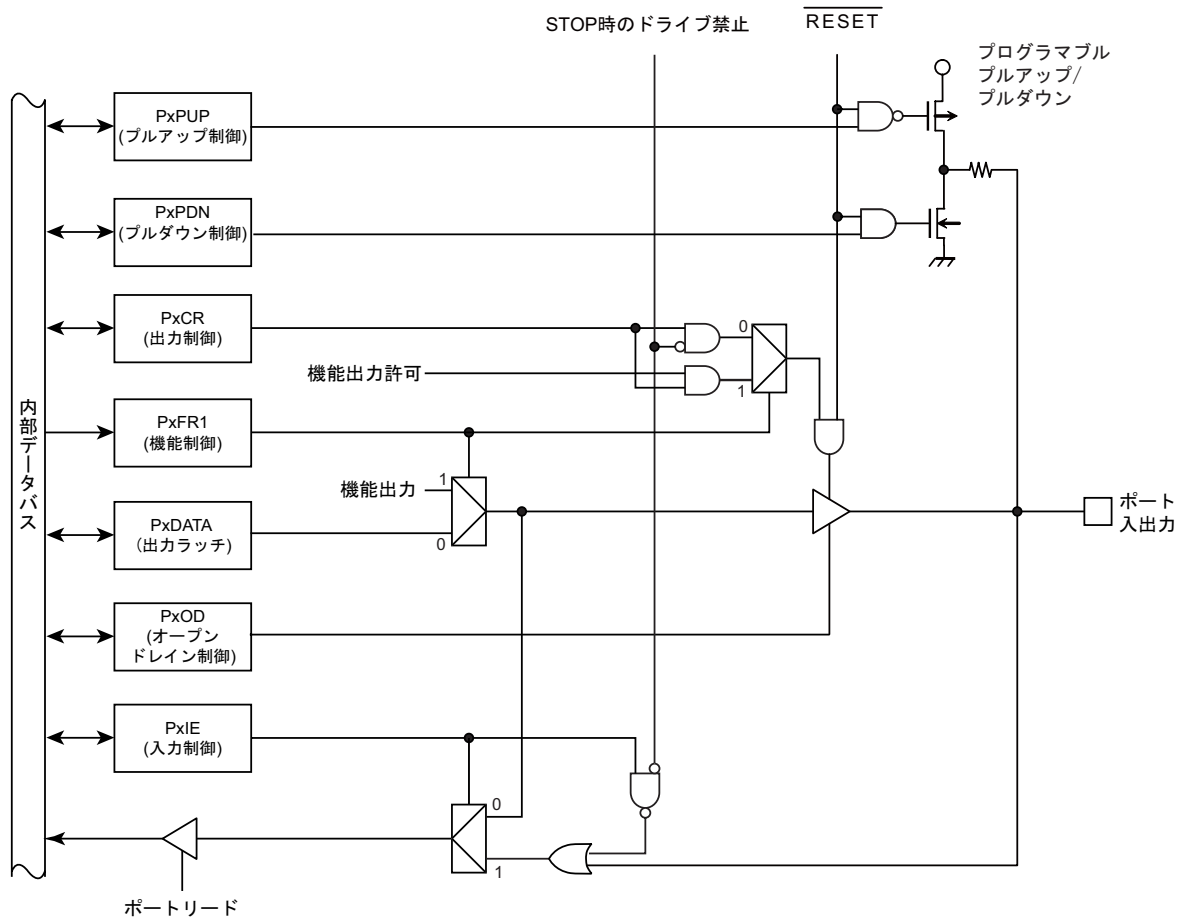 STOP時のドライブ禁止
RESET
プログラマブル
プルアップ/
プルダウン
PxPUP
(プルアップ制御)
PxPDN
(プルダウン制御)
PxCR
(出力制御)
0
機能出力許可
1
内部データバス
PxFR1
(機能制御)
1
機能出力
PxDATA
(出力ラッチ)
0
ポート
入出力
PxOD
(オープン
ドレイン制御)
PxIE
(入力制御)
0
1
ポートリード